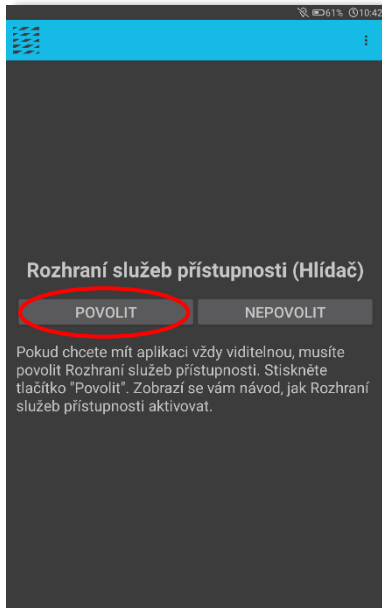 61% 10:42
Rozhraní služeb přístupnosti (Hlídač)
POVOLIT NEPOVOLIT
Pokud chcete mít aplikaci vždy viditelnou, musíte
povolit Rozhraní služeb přístupnosti. Stiskněte
tlačítko "Povolit". Zobrazí se vám návod, jak Rozhraní
služeb přístupnosti aktivovat.